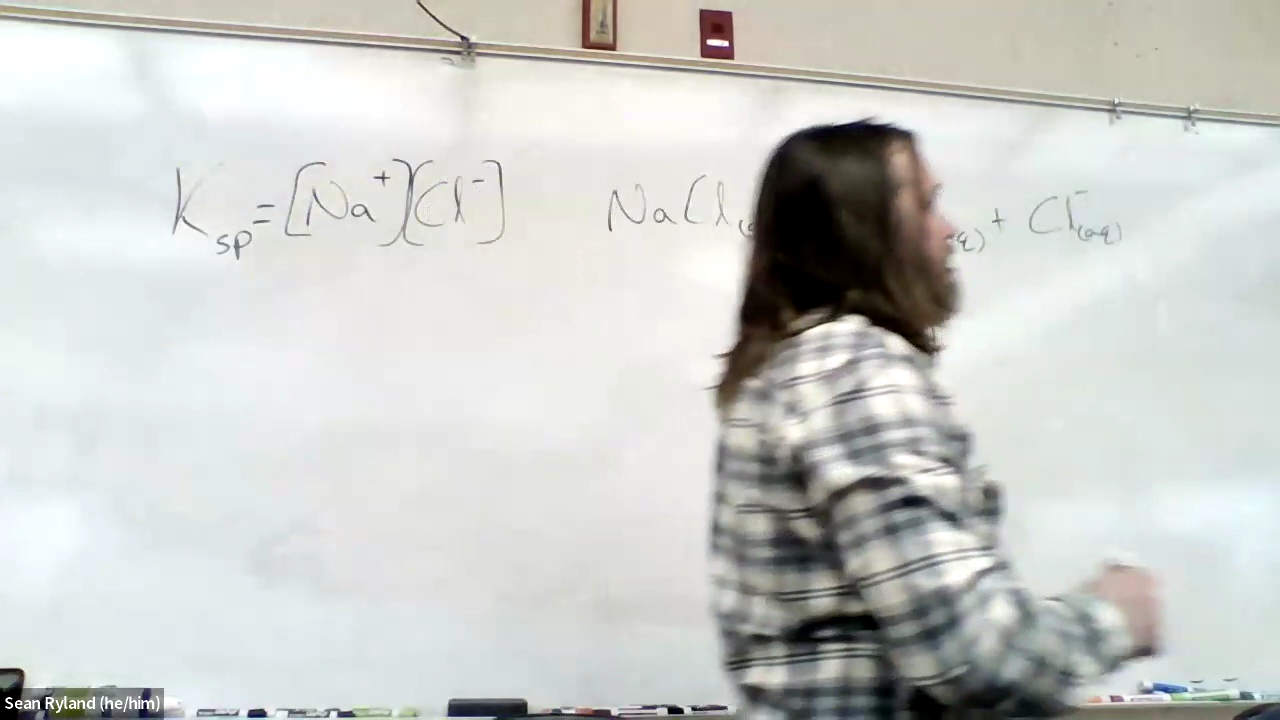 Ksp = [Na⁺][Cl⁻] NaCl + Cl⁻(aq)
Sean Ryland (he/him)